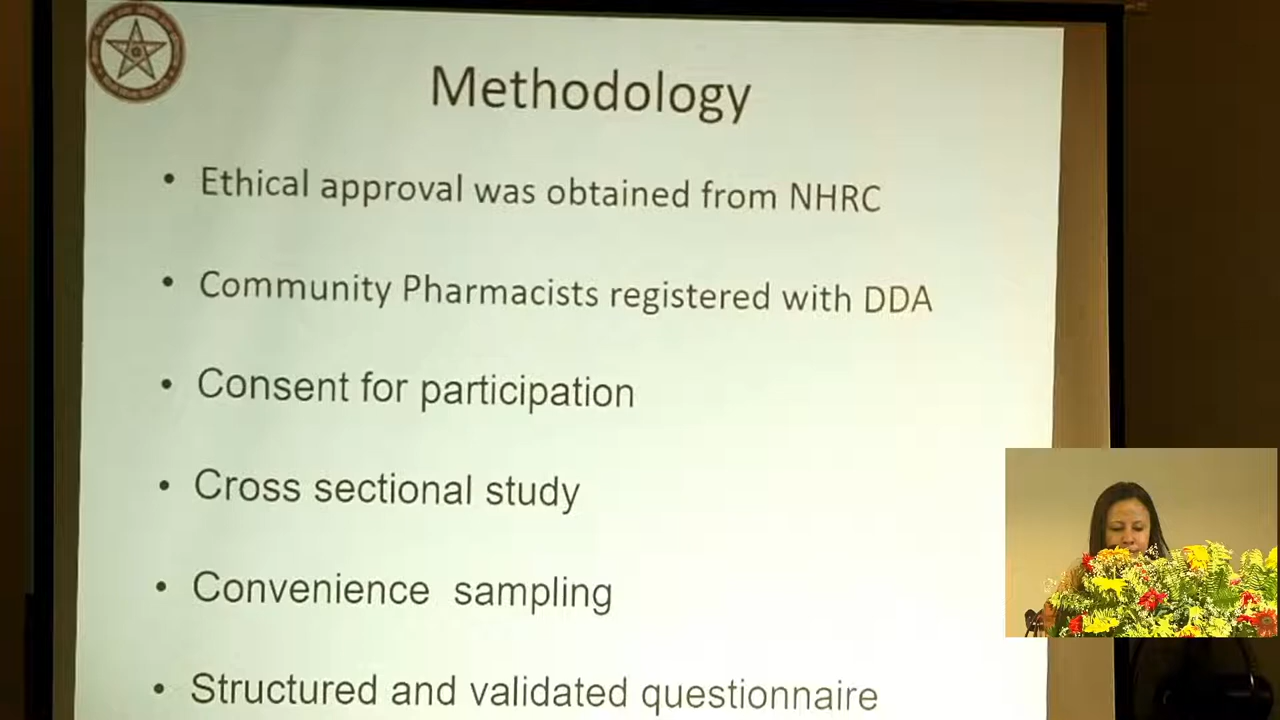 Methodology
• Ethical approval was obtained from NHRC
• Community Pharmacists registered with DDA
• Consent for participation
• Cross sectional study
• Convenience sampling
• Structured and validated questionnaire